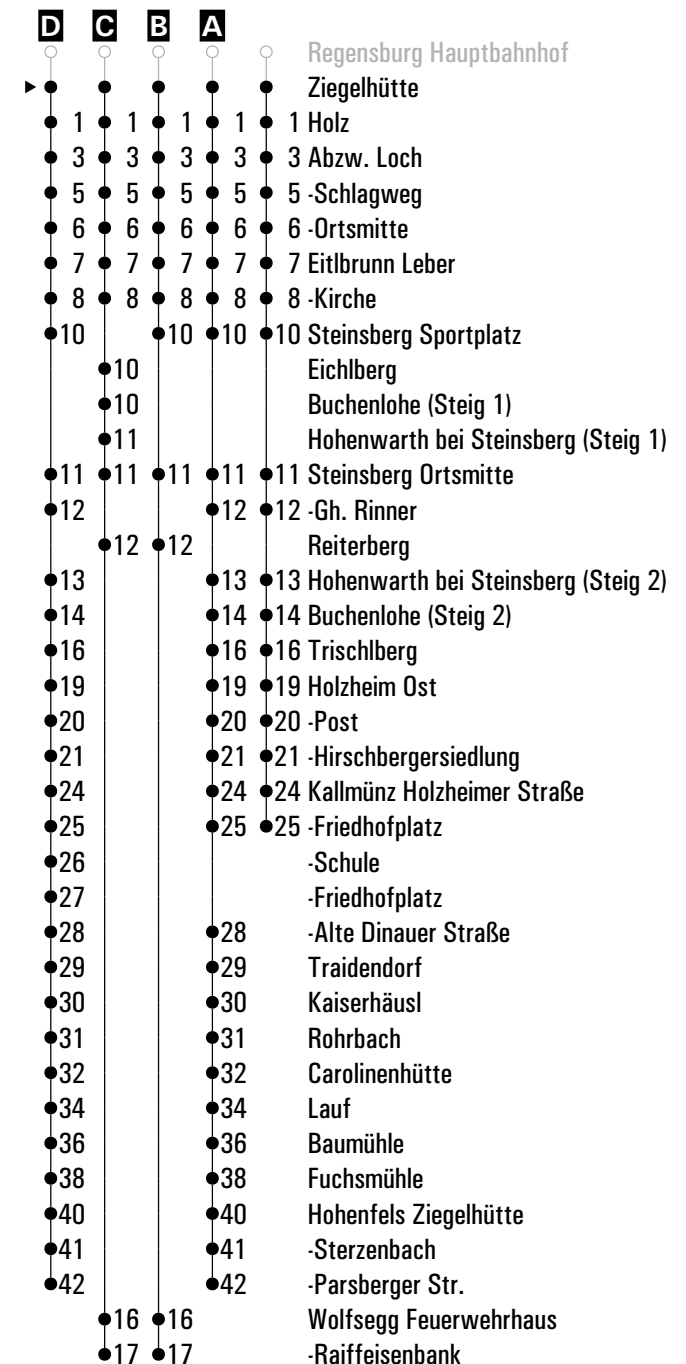 D C B A
Regensburg Hauptbahnhof
Ziegelhütte
1 1 1 1 1 Holz
3 3 3 3 3 Abzw. Loch
5 5 5 5 5 -Schlagweg
6 6 6 6 6 -Ortsmitte
7 7 7 7 7 Eitlbrunn Leber
8 8 8 8 8 -Kirche
10 10 10 10 Steinsberg Sportplatz
10 Eichlberg
10 Buchenlohe (Steig 1)
11 Hohenwarth bei Steinsberg (Steig 1)
11 11 11 11 11 Steinsberg Ortsmitte
12 12 12 -Gh. Rinner
12 12 Reiterberg
13 13 13 Hohenwarth bei Steinsberg (Steig 2)
14 14 14 Buchenlohe (Steig 2)
16 16 16 Trischlberg
19 19 19 Holzheim Ost
20 20 20 -Post
21 21 21 -Hirschbergersiedlung
24 24 24 Kallmünz Holzheimer Straße
25 25 25 -Friedhofplatz
26 -Schule
27 -Friedhofplatz
28 28 -Alte Dinauer Straße
29 29 Traidendorf
30 30 Kaiserhäusl
31 31 Rohrbach
32 32 Carolinenhütte
34 34 Lauf
36 36 Baumühle
38 38 Fuchsmühle
40 40 Hohenfels Ziegelhütte
41 41 -Sterzenbach
42 42 -Parsberger Str.
16 16 Wolfsegg Feuerwehrhaus
17 17 -Raiffeisenbank